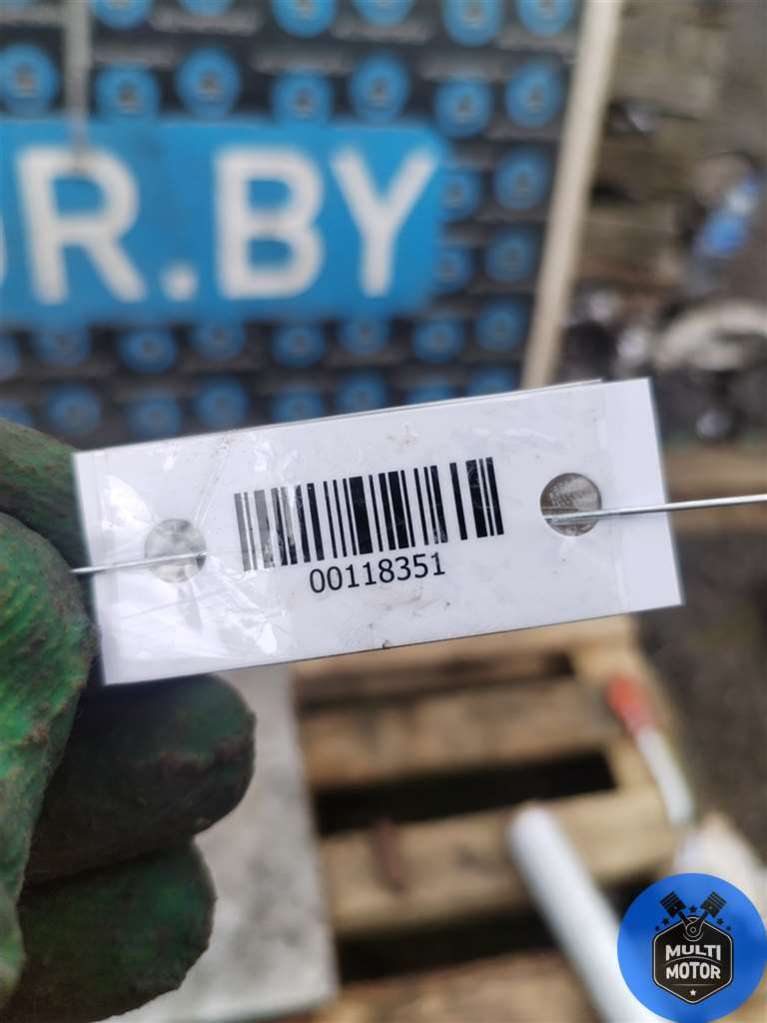 R.BY
00118351
MULTI
MOTOR